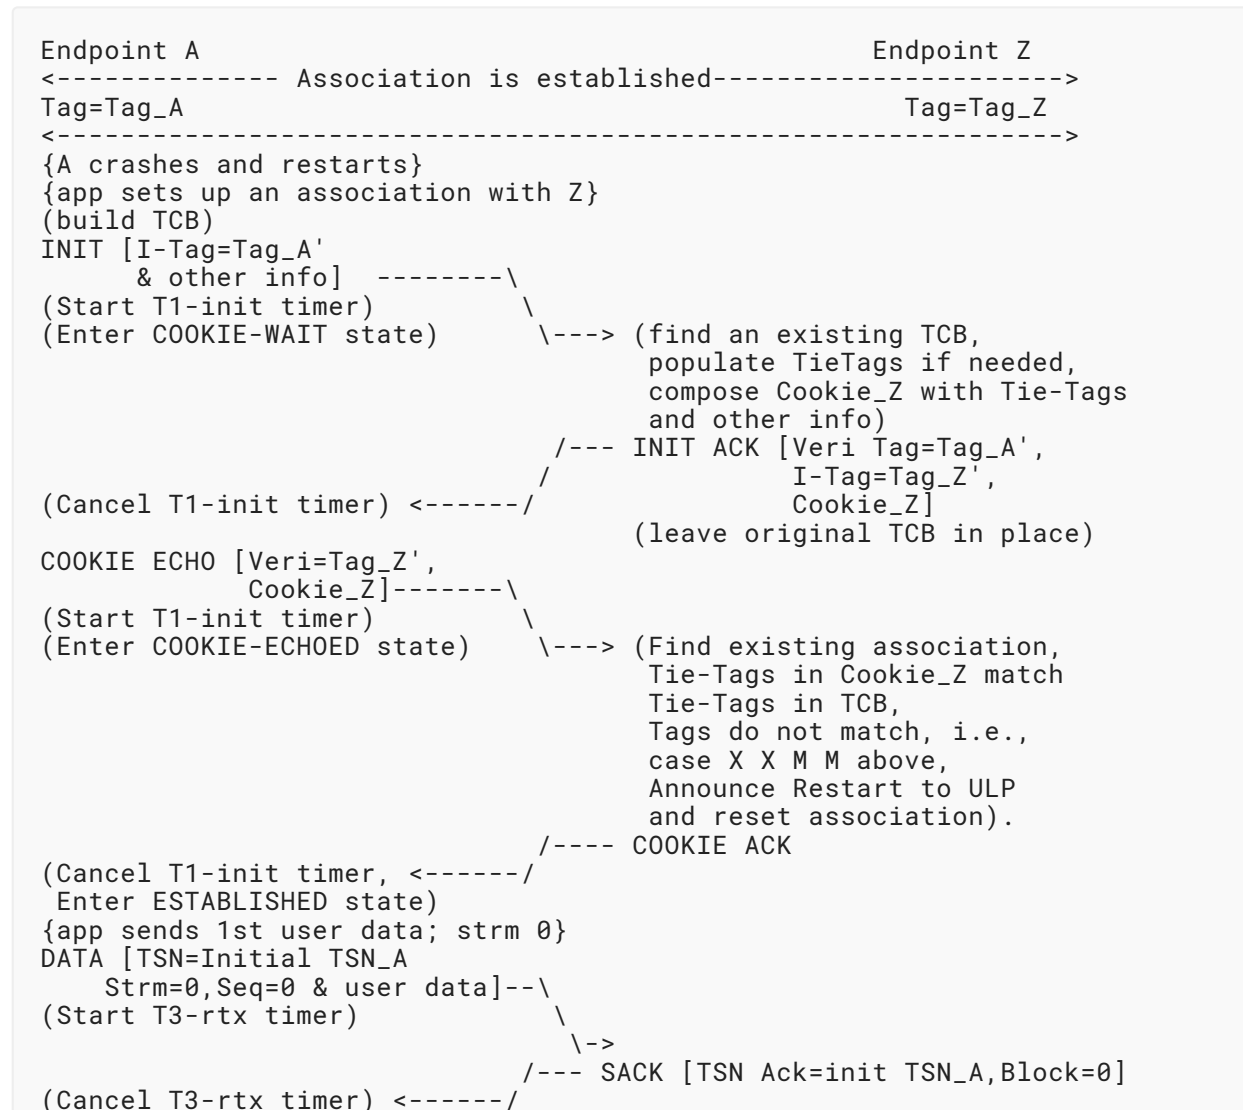 Endpoint A                                          Endpoint Z
<-------------- Association is established---------------------->
Tag=Tag_A                                             Tag=Tag_Z
<--------------------------------------------------------------->
{A crashes and restarts}
{app sets up an association with Z}
(build TCB)
INIT [I-Tag=Tag_A'
      & other info]  --------\
(Start T1-init timer)         \
(Enter COOKIE-WAIT state)      \---> (find an existing TCB,
                                      populate TieTags if needed,
                                      compose Cookie_Z with Tie-Tags
                                      and other info)
                                /--- INIT ACK [Veri Tag=Tag_A',
                               /               I-Tag=Tag_Z',
(Cancel T1-init timer) <------/                Cookie_Z]
                                     (leave original TCB in place)
COOKIE ECHO [Veri=Tag_Z',
             Cookie_Z]-------\
(Start T1-init timer)         \
(Enter COOKIE-ECHOED state)    \---> (Find existing association,
                                      Tie-Tags in Cookie_Z match
                                      Tie-Tags in TCB,
                                      Tags do not match, i.e.,
                                      case X X M M above,
                                      Announce Restart to ULP
                                      and reset association).
                               /---- COOKIE ACK
(Cancel T1-init timer, <------/
 Enter ESTABLISHED state)
{app sends 1st user data; strm 0}
DATA [TSN=Initial TSN_A
    Strm=0,Seq=0 & user data]--\
(Start T3-rtx timer)            \
                                 \->
                              /--- SACK [TSN Ack=init TSN_A,Block=0]
(Cancel T3-rtx timer) <------/